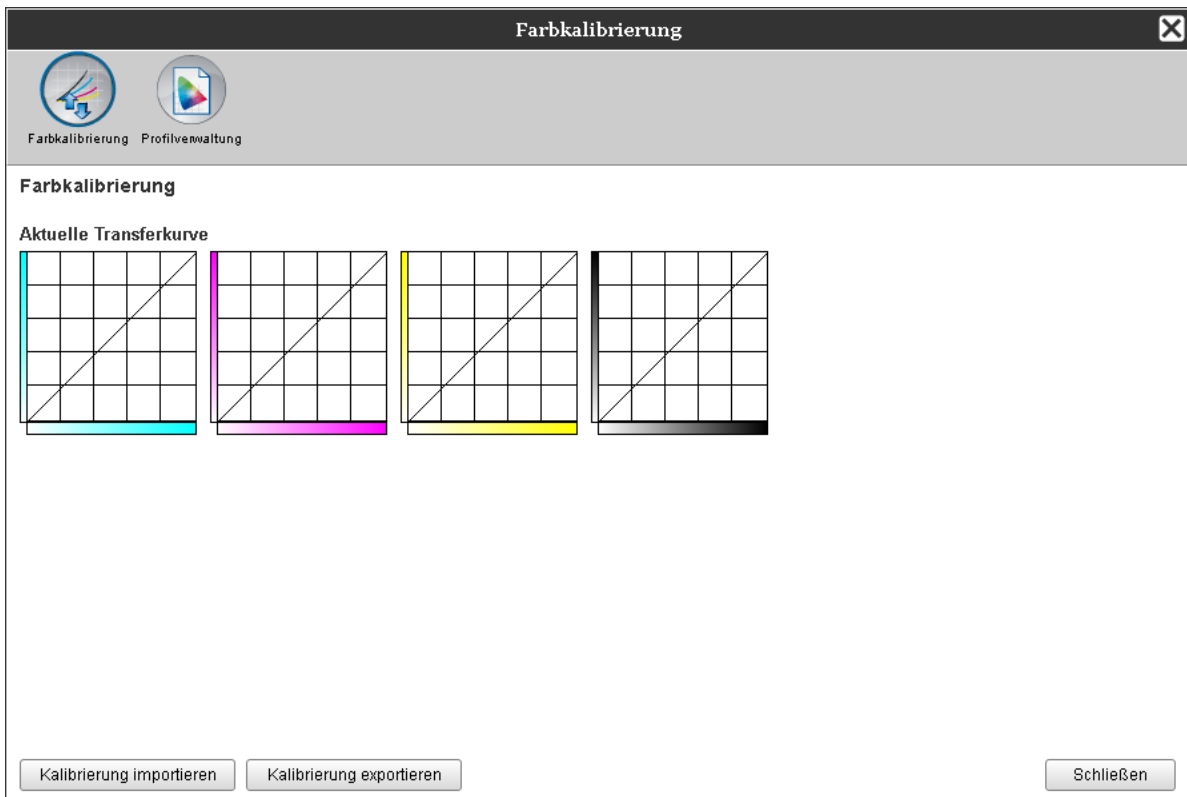 Farbkalibrierung
Farbkalibrierung Profilverwaltung
Farbkalibrierung
Aktuelle Transferkurve
Kalibrierung importieren Kalibrierung exportieren Schließen